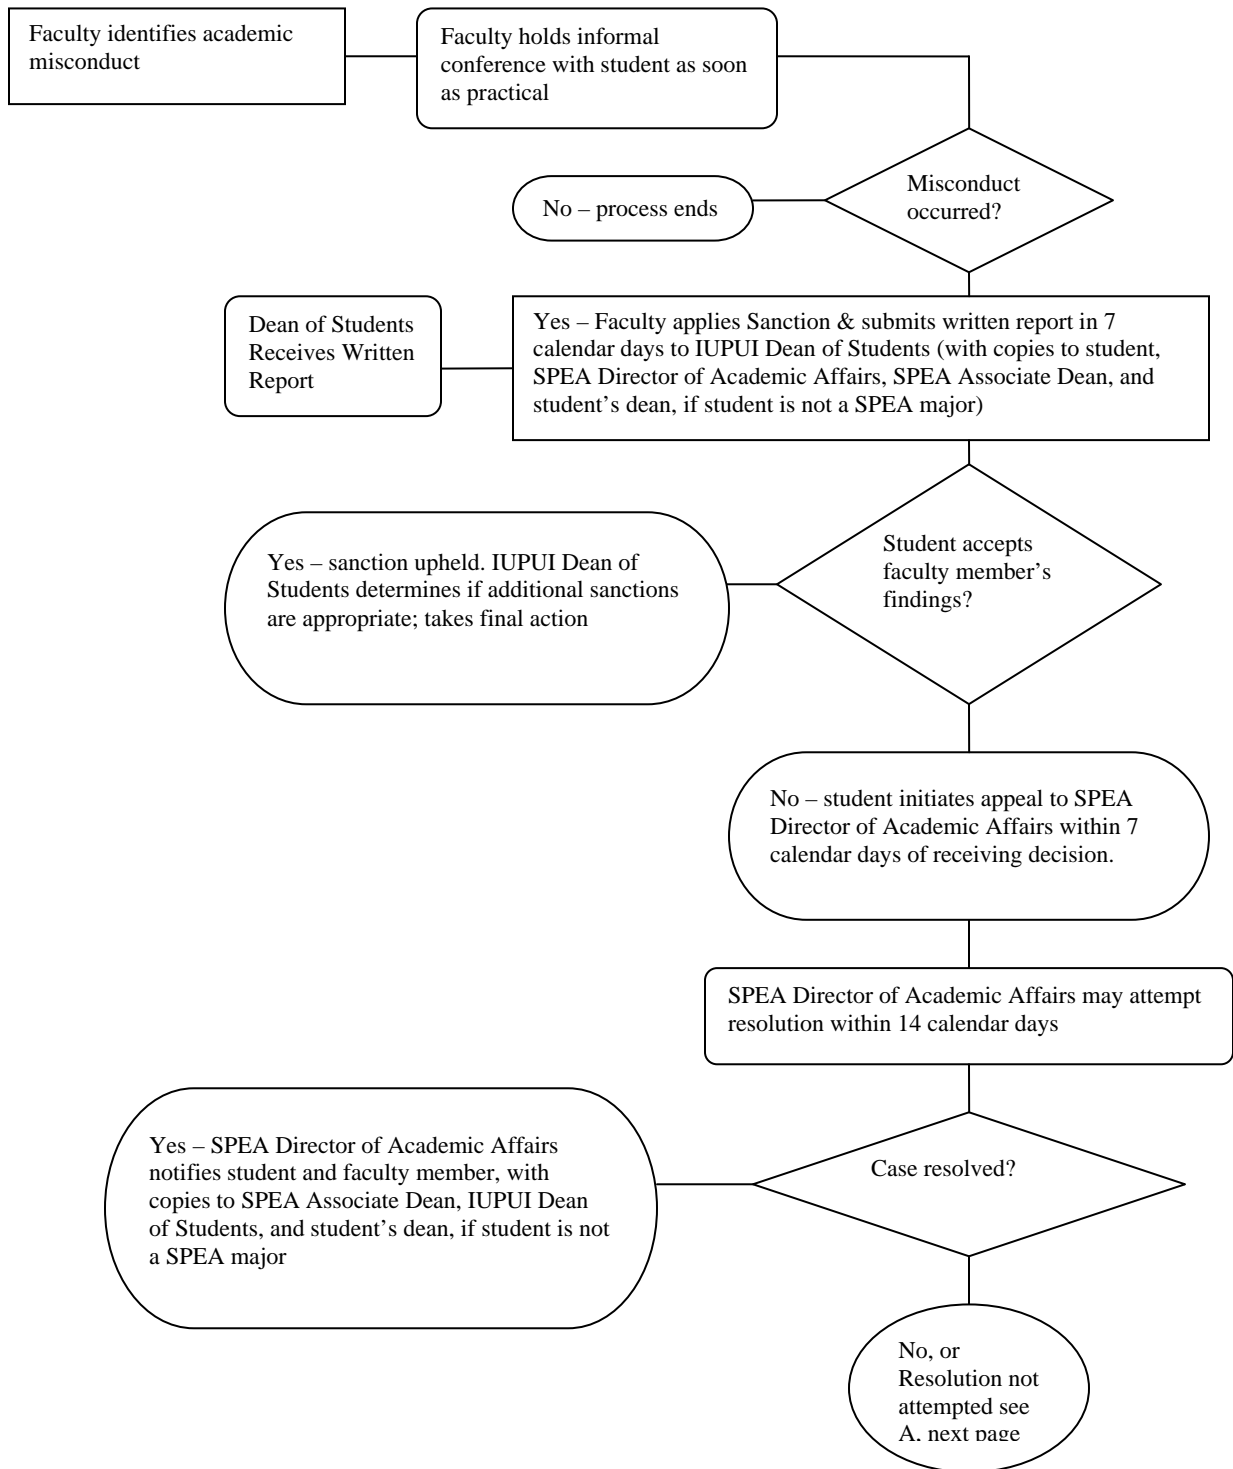 Faculty identifies academic
misconduct
Faculty holds informal
conference with student as soon
as practical
Misconduct
occurred?
No – process ends
Dean of Students
Receives Written
Report
Yes – Faculty applies Sanction & submits written report in 7
calendar days to IUPUI Dean of Students (with copies to student,
SPEA Director of Academic Affairs, SPEA Associate Dean, and
student’s dean, if student is not a SPEA major)
Student accepts
faculty member’s
findings?
Yes – sanction upheld. IUPUI Dean of
Students determines if additional sanctions
are appropriate; takes final action
No – student initiates appeal to SPEA
Director of Academic Affairs within 7
calendar days of receiving decision.
SPEA Director of Academic Affairs may attempt
resolution within 14 calendar days
Case resolved?
Yes – SPEA Director of Academic Affairs
notifies student and faculty member, with
copies to SPEA Associate Dean, IUPUI Dean
of Students, and student’s dean, if student is not
a SPEA major
No, or
Resolution not
attempted see
A, next page